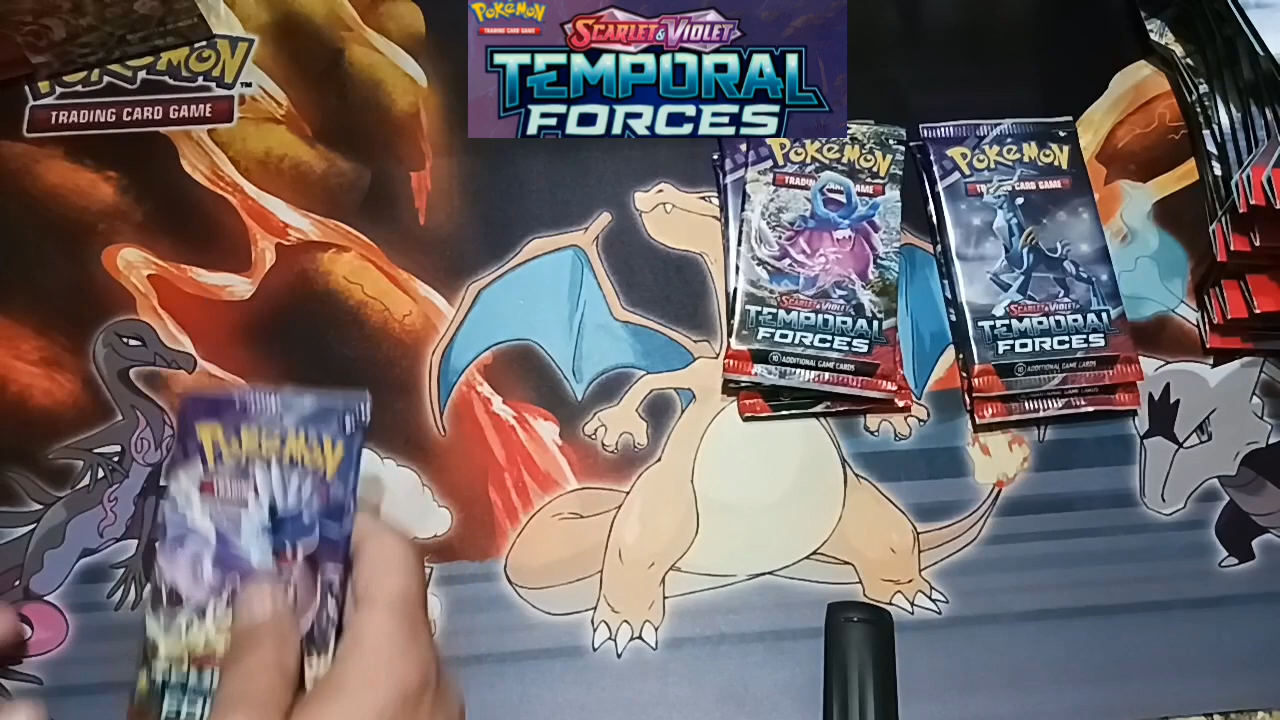 POKÉMON
TRADING CARD GAME
SCARLET & VIOLET
TEMPORAL
FORCES
POKÉMON™
TRADING CARD GAME
POKÉMON
TRADING CARD GAME
SCARLET & VIOLET
TEMPORAL
FORCES
10 ADDITIONAL GAME CARDS
POKÉMON
TRADING CARD GAME
SCARLET & VIOLET
TEMPORAL
FORCES
10 ADDITIONAL GAME CARDS
POKÉMON